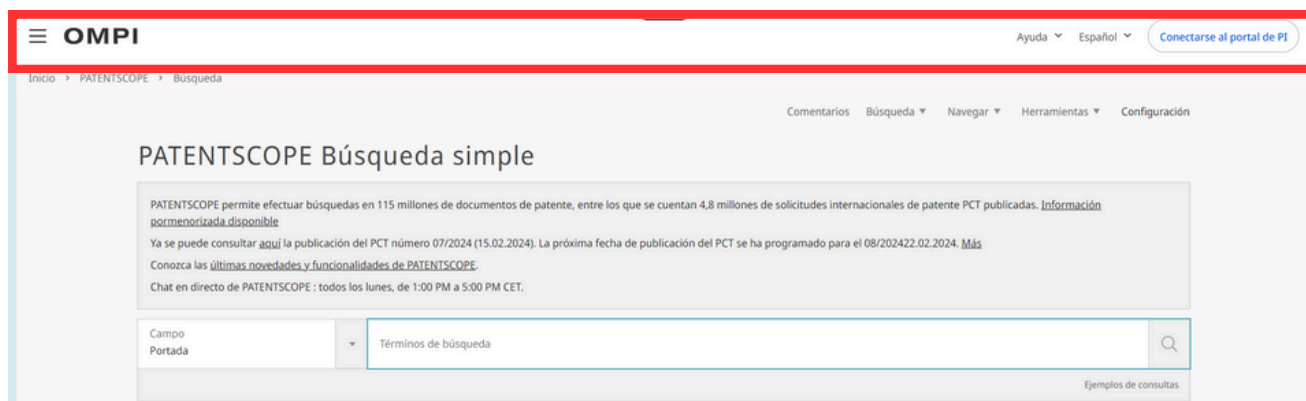 OMPI
Ayuda Español Conectarse al portal de PI
Inicio > PATENTSCOPE > Búsqueda
Comentarios Búsqueda Navegar Herramientas Configuración
PATENTSCOPE Búsqueda simple
PATENTSCOPE permite efectuar búsquedas en 115 millones de documentos de patente, entre los que se cuentan 4,8 millones de solicitudes internacionales de patente PCT publicadas. Información
pormenorizada disponible
Ya se puede consultar aquí la publicación del PCT número 07/2024 (15.02.2024). La próxima fecha de publicación del PCT se ha programado para el 08/202422.02.2024. Más
Conozca las últimas novedades y funcionalidades de PATENTSCOPE.
Chat en directo de PATENTSCOPE : todos los lunes, de 1:00 PM a 5:00 PM CET.
Campo
Portada
Términos de búsqueda
Ejemplos de consultas